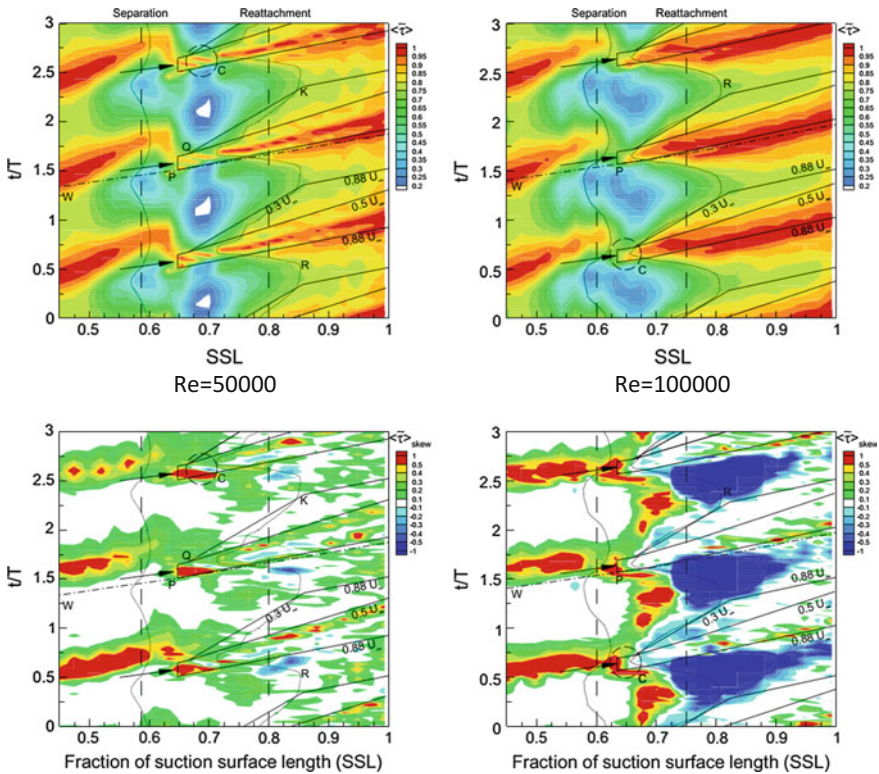 Separation Reattachment
<τ̃>
3
2.5
2
1.5
1
0.5
0
t/T
0.5 0.6 0.7 0.8 0.9 1
SSL
Re=50000
1
0.95
0.9
0.85
0.8
0.75
0.7
0.65
0.6
0.55
0.5
0.45
0.4
0.35
0.3
0.25
0.2
C
K
Q
P
W
0.3 U∞
0.88 U∞
0.5 U∞
0.88 U∞
R
Separation Reattachment
<τ̃>
3
2.5
2
1.5
1
0.5
0
t/T
0.5 0.6 0.7 0.8 0.9 1
SSL
Re=100000
1
0.95
0.9
0.85
0.8
0.75
0.7
0.65
0.6
0.55
0.5
0.45
0.4
0.35
0.3
0.25
0.2
R
P
W
0.88 U∞
0.3 U∞
0.5 U∞
0.88 U∞
C
<τ̃> skew
3
2.5
2
1.5
1
0.5
0
t/T
0.5 0.6 0.7 0.8 0.9 1
Fraction of suction surface length (SSL)
1
0.5
0.4
0.3
0.2
0.1
-0.2
-0.3
-0.4
-0.5
-1
C
K
Q
P
W
0.3 U∞
0.88 U∞
0.5 U∞
0.88 U∞
R
<τ̃> skew
3
2.5
2
1.5
1
0.5
0
t/T
0.5 0.6 0.7 0.8 0.9 1
Fraction of suction surface length (SSL)
1
0.5
0.4
0.3
0.2
0.1
-0.2
-0.3
-0.4
-0.5
-1
R
P
W
0.88 U∞
0.3 U∞
0.5 U∞
0.88 U∞
C